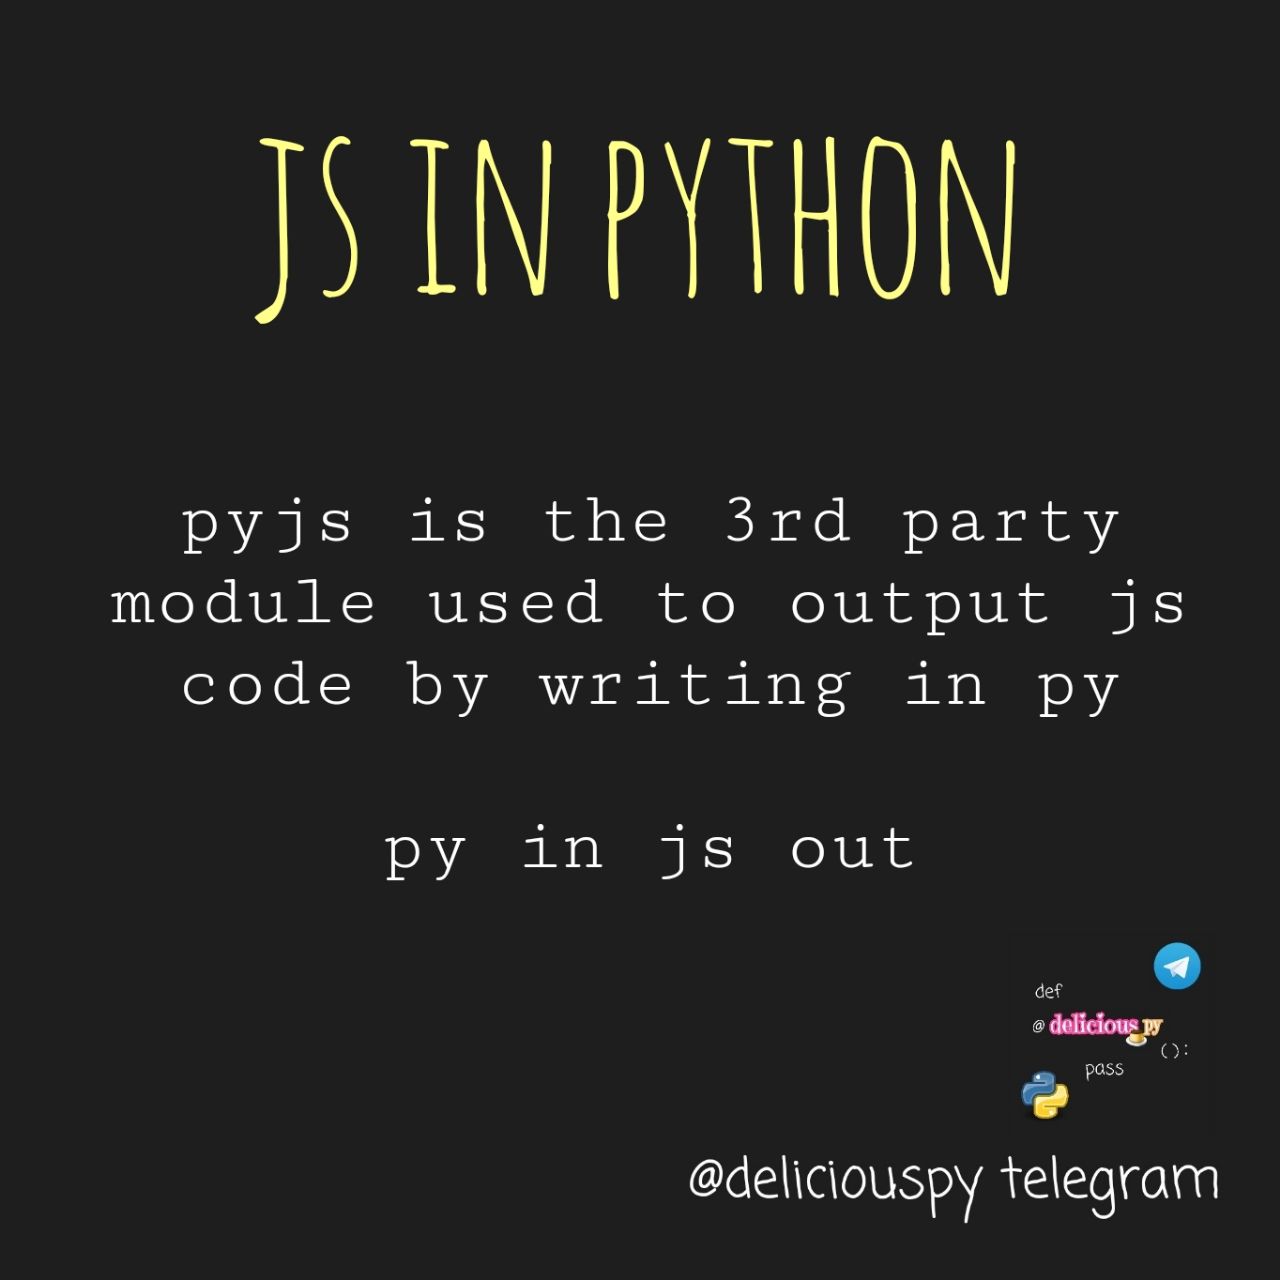 JS IN PYTHON
pyjs is the 3rd party
module used to output js
code by writing in py
py in js out
def
@ delicious py
():
pass
@deliciouspy telegram